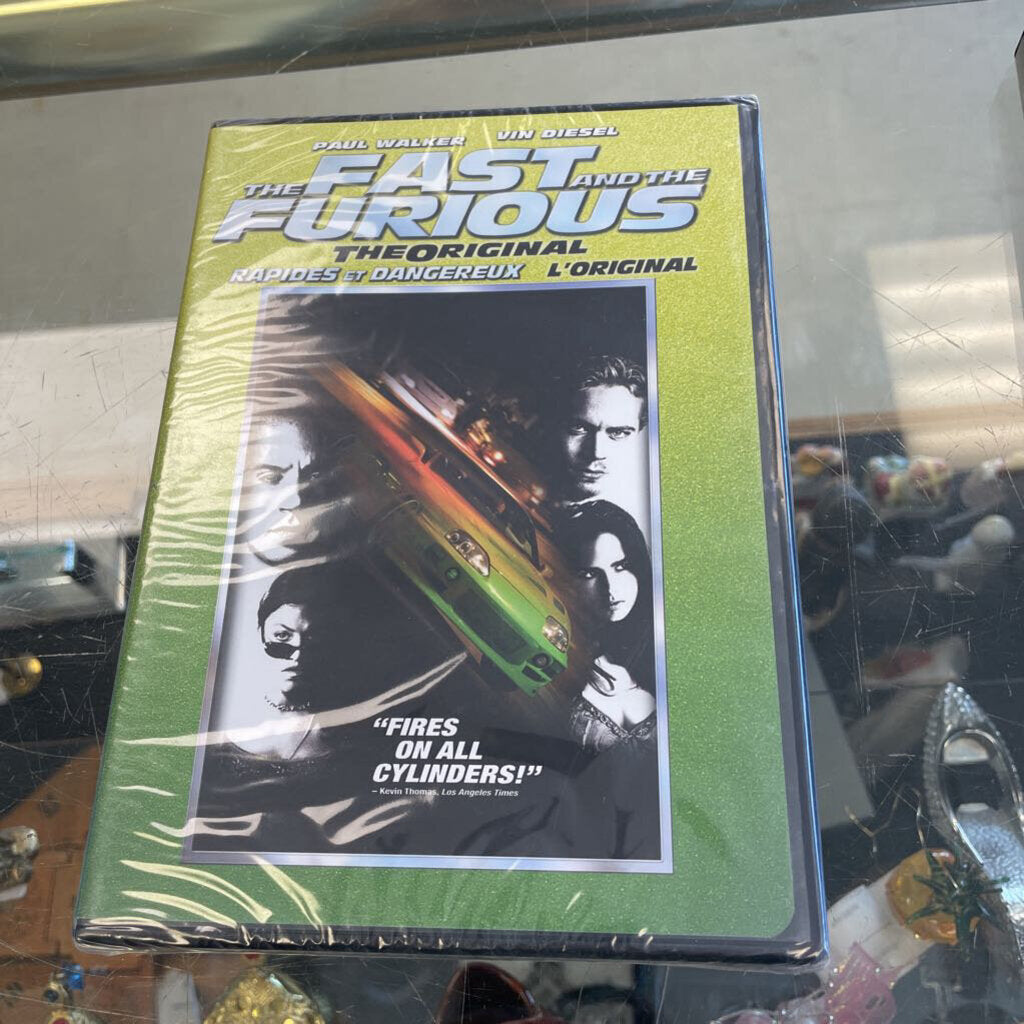 PAUL WALKER VIN DIESEL
THE FAST AND THE
FURIOUS
THE ORIGINAL
RAPIDES ET DANGEREUX L'ORIGINAL
“FIRES
ON ALL
CYLINDERS!”
– Kevin Thomas, Los Angeles Times